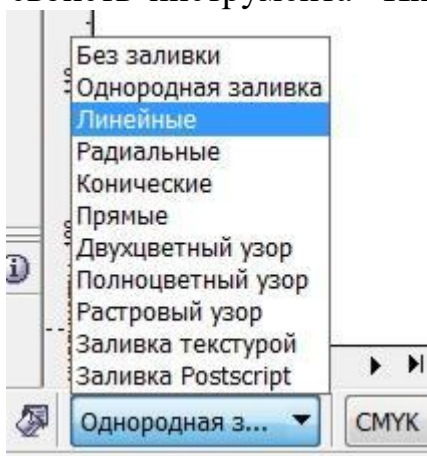 Без заливки
Однородная заливка
Линейные
Радиальные
Конические
Прямые
Двухцветный узор
Полноцветный узор
Растровый узор
Заливка текстурой
Заливка Postscript
Однородная з...
CMYK